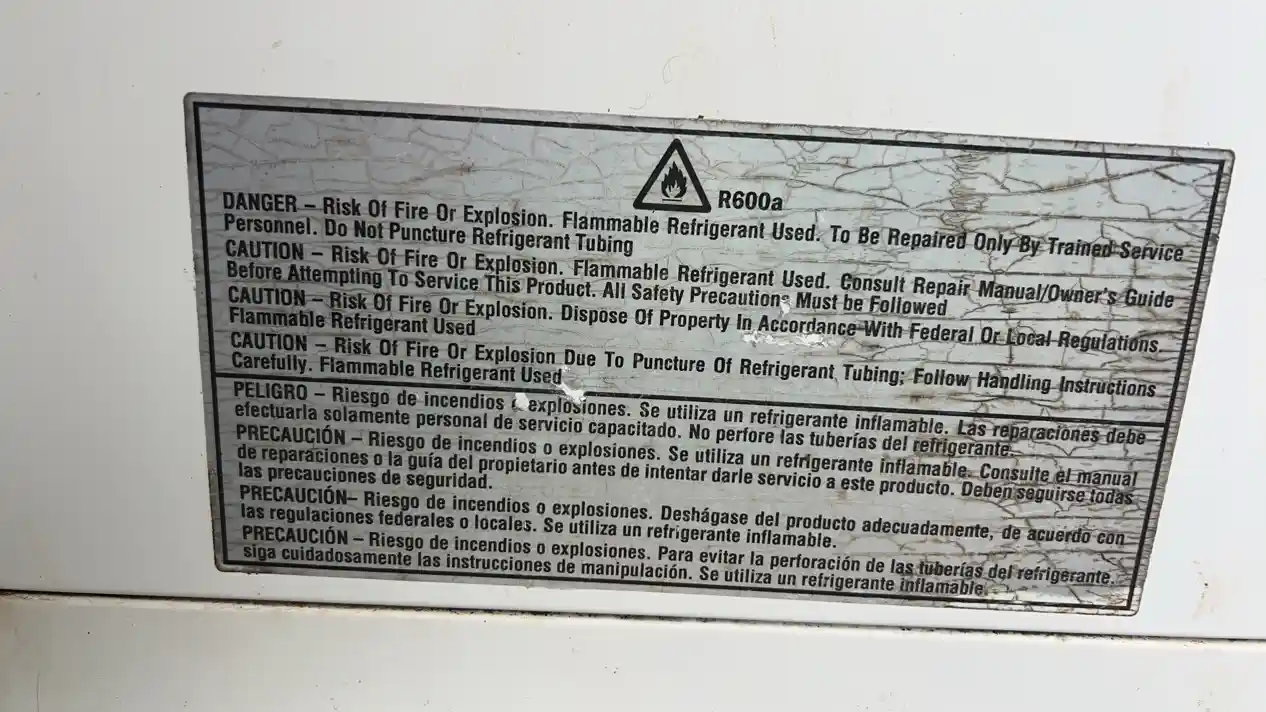 R600a
DANGER – Risk Of Fire Or Explosion. Flammable Refrigerant Used. To Be Repaired Only By Trained Service
Personnel. Do Not Puncture Refrigerant Tubing
CAUTION – Risk Of Fire Or Explosion. Flammable Refrigerant Used. Consult Repair Manual/Owner's Guide
Before Attempting To Service This Product. All Safety Precautions Must be Followed
CAUTION – Risk Of Fire Or Explosion. Dispose Of Property In Accordance With Federal Or Local Regulations.
Flammable Refrigerant Used
CAUTION – Risk Of Fire Or Explosion Due To Puncture Of Refrigerant Tubing; Follow Handling Instructions
Carefully. Flammable Refrigerant Used
PELIGRO – Riesgo de incendios explosiones. Se utiliza un refrigerante inflamable. Las reparaciones debe
efectuarla solamente personal de servicio capacitado. No perfore las tuberías del refrigerante.
PRECAUCIÓN – Riesgo de incendios o explosiones. Se utiliza un refrigerante inflamable. Consulte el manual
de reparaciones o la guía del propietario antes de intentar darle servicio a este producto. Deben seguirse todas
las precauciones de seguridad.
PRECAUCIÓN– Riesgo de incendios o explosiones. Deshágase del producto adecuadamente, de acuerdo con
las regulaciones federales o locales. Se utiliza un refrigerante inflamable.
PRECAUCIÓN – Riesgo de incendios o explosiones. Para evitar la perforación de las tuberías del refrigerante.
siga cuidadosamente las instrucciones de manipulación. Se utiliza un refrigerante inflamable.